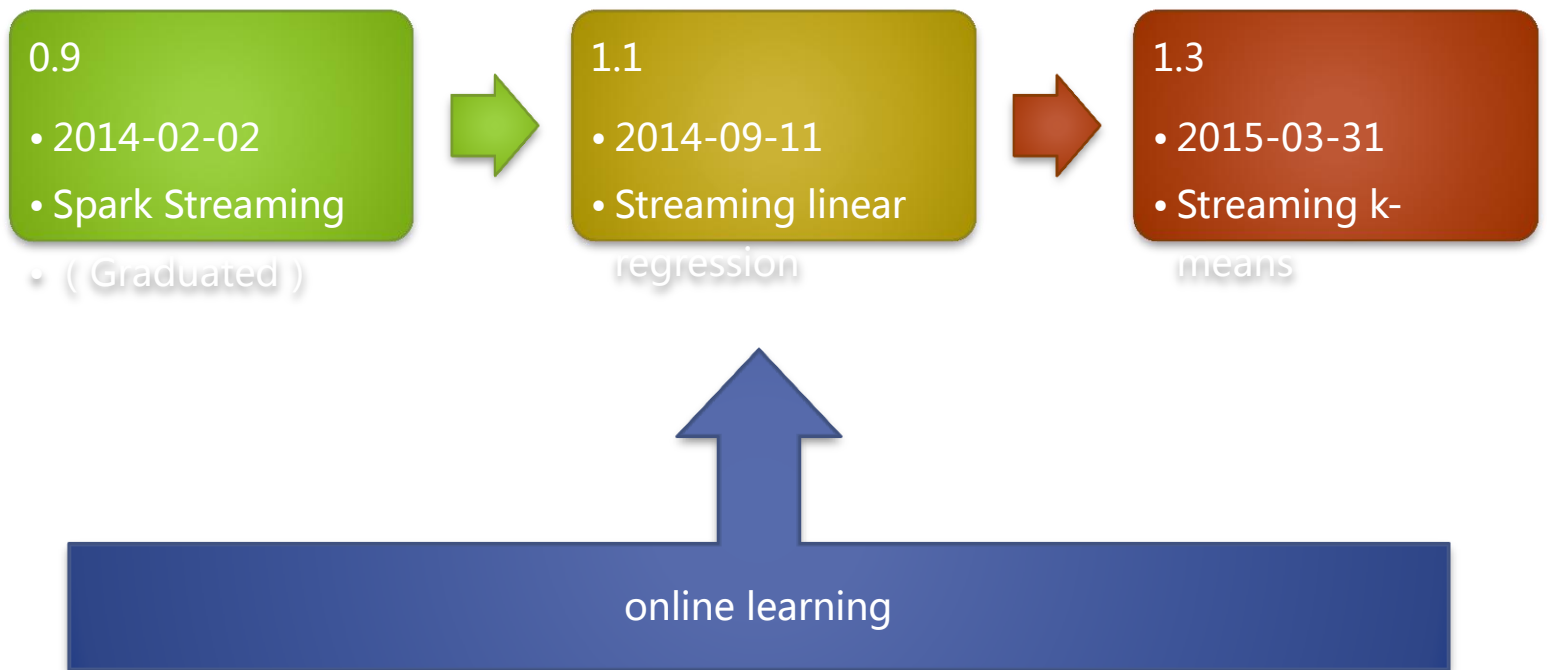 0.9
• 2014-02-02
• Spark Streaming
• ( Graduated )
1.1
• 2014-09-11
• Streaming linear
regression
1.3
• 2015-03-31
• Streaming k-
means
online learning